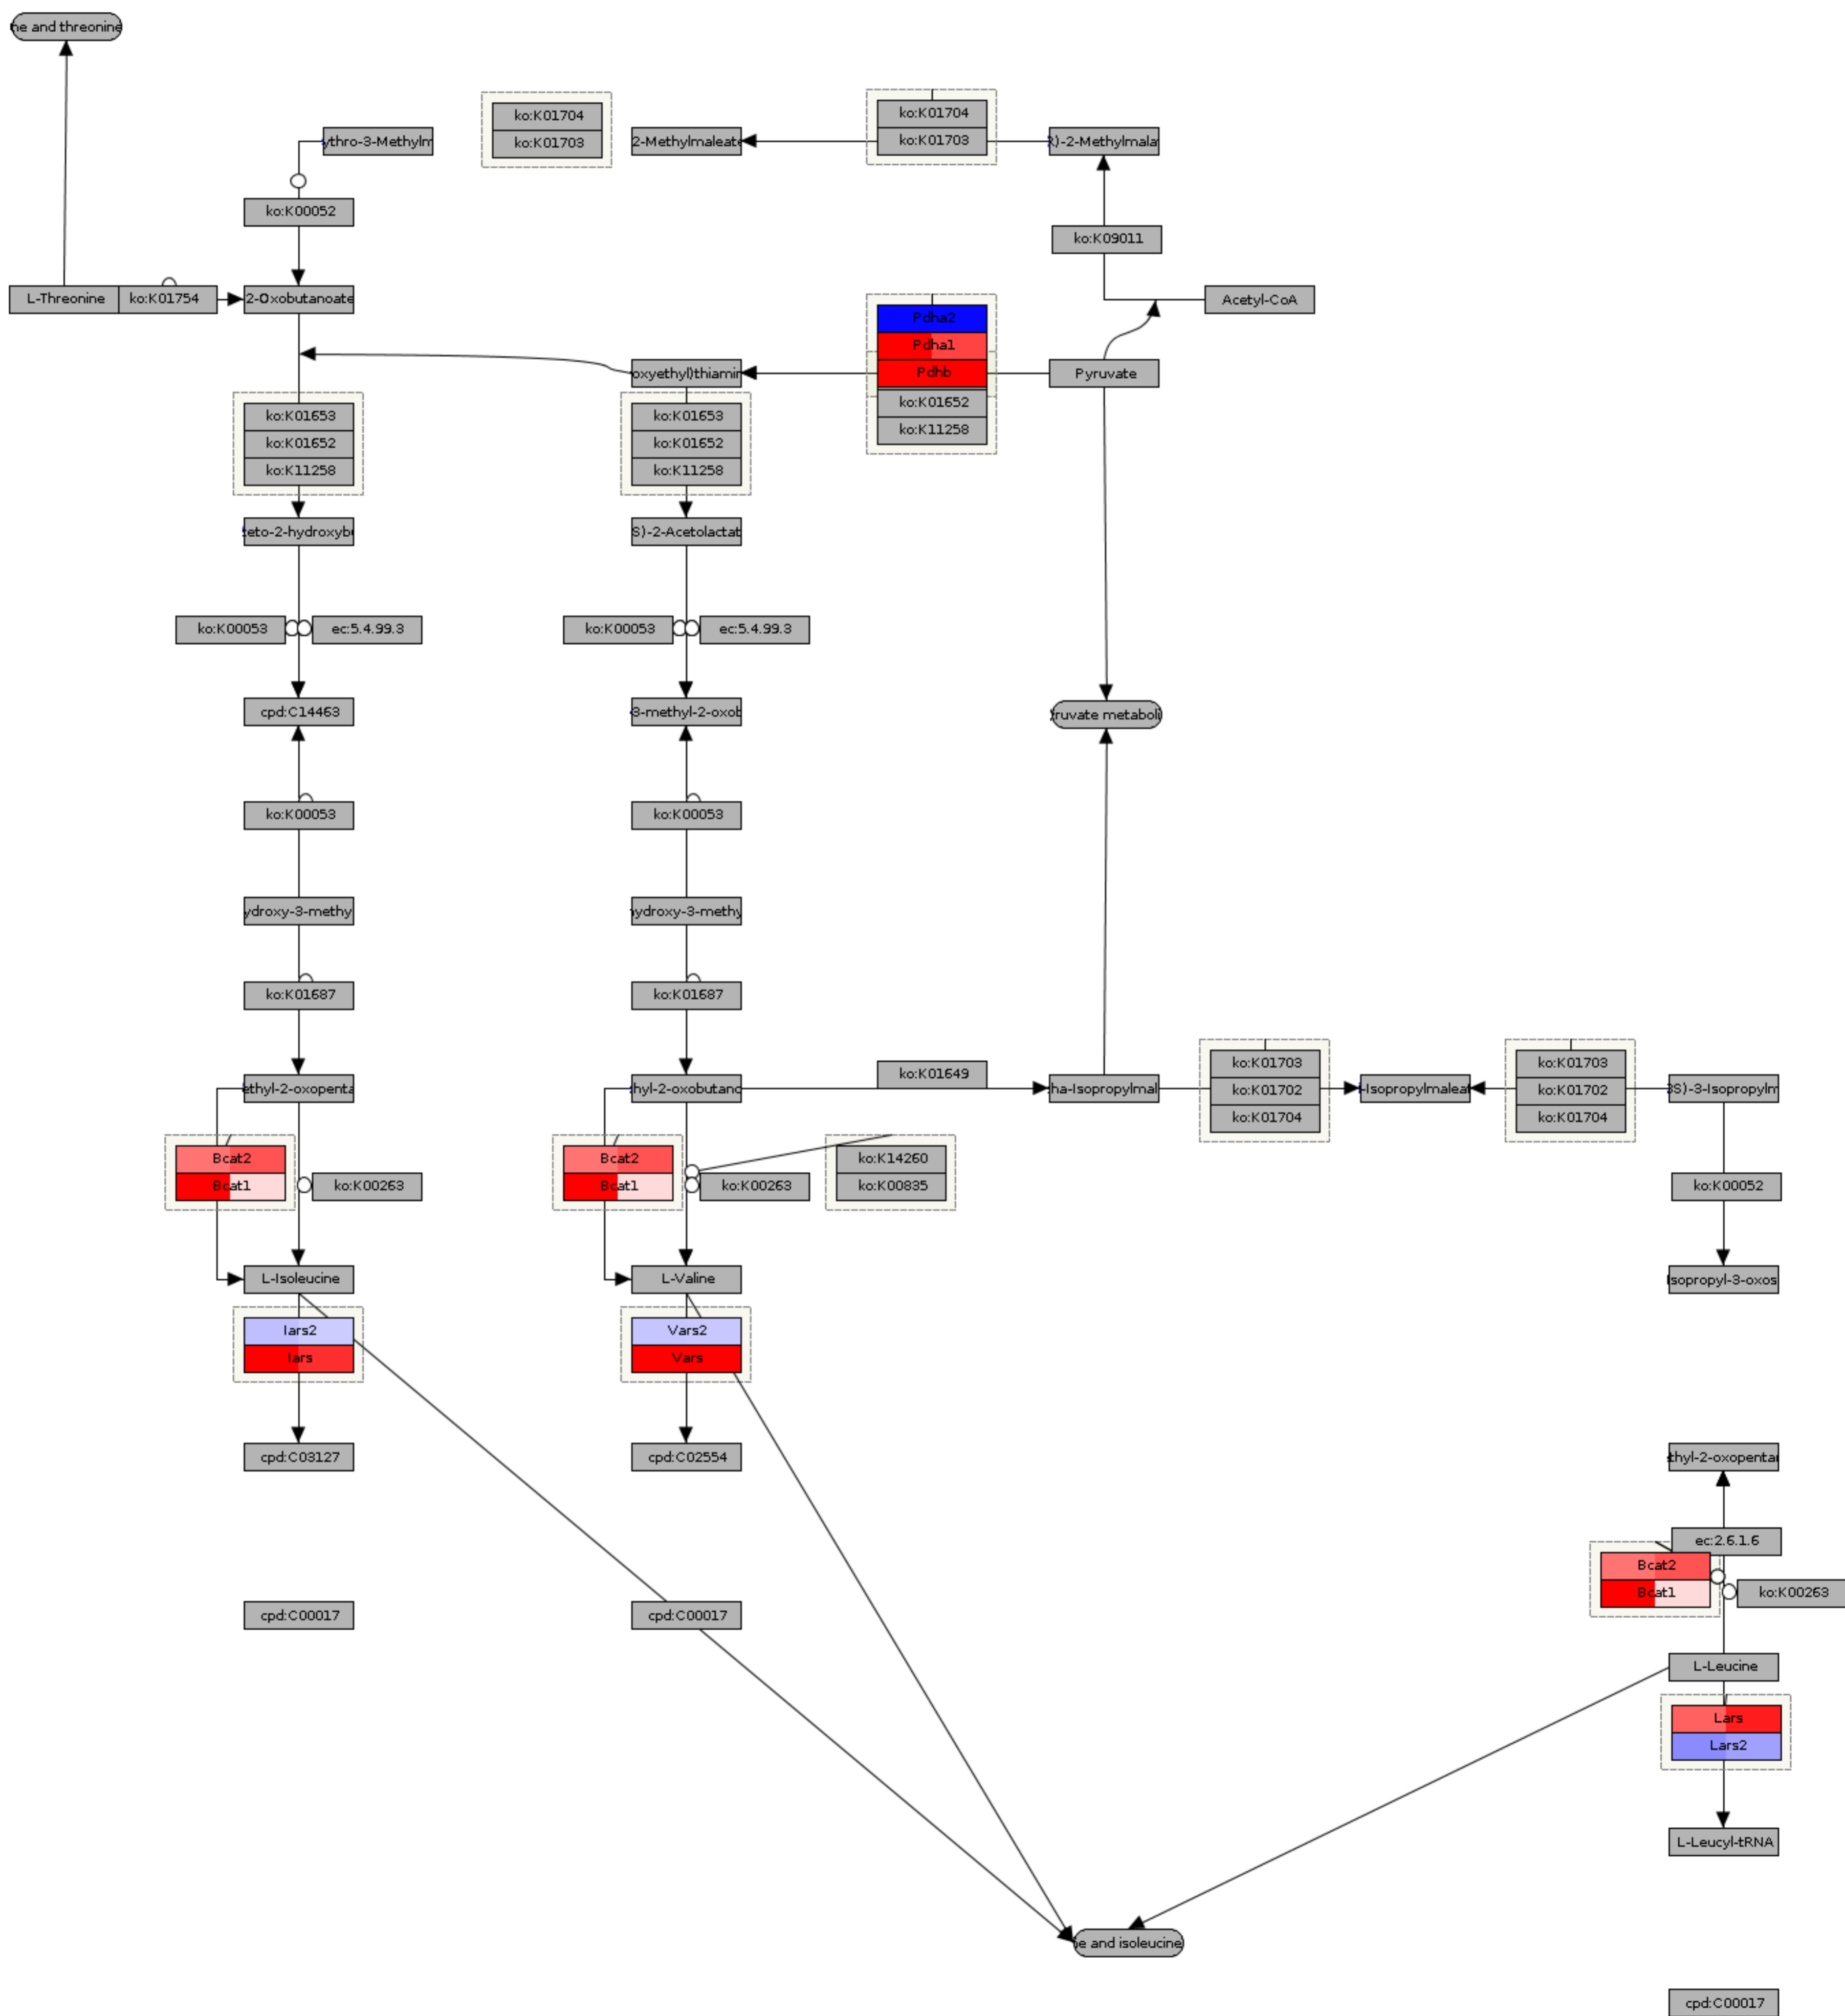 ne and threonine
ko:K01704
ko:K01703
ythro-3-Methylm
2-Methylmaleate
ko:K01704
ko:K01703
R)-2-Methylmala
ko:K00052
ko:K09011
L-Threonine
ko:K01754
2-Oxobutanoate
Acetyl-CoA
Pdha2
Pdha1
Pdhb
ko:K01652
ko:K11258
oxyethyl)thiamin
Pyruvate
ko:K01653
ko:K01652
ko:K11258
ko:K01653
ko:K01652
ko:K11258
ceto-2-hydroxybu
S)-2-Acetolactat
ko:K00053
ec:5.4.99.3
ko:K00053
ec:5.4.99.3
cpd:C14463
-3-methyl-2-oxob
yruvate metaboli
ko:K00053
ko:K00053
ydroxy-3-methy
hydroxy-3-methy
ko:K01687
ko:K01687
ethyl-2-oxopenta
thyl-2-oxobutano
ko:K01649
pha-Isopropylmal
ko:K01703
ko:K01702
ko:K01704
-Isopropylmaleat
ko:K01703
ko:K01702
ko:K01704
3S)-3-Isopropylm
Bcat2
Bcat1
ko:K00263
Bcat2
Bcat1
ko:K00263
ko:K14260
ko:K00835
ko:K00052
L-Isoleucine
L-Valine
Isopropyl-3-oxos
Iars2
Iars
Vars2
Vars
cpd:C03127
cpd:C02554
thyl-2-oxopentan
ec:2.6.1.6
Bcat2
Bcat1
ko:K00263
cpd:C00017
cpd:C00017
L-Leucine
Lars
Lars2
L-Leucyl-tRNA
ne and isoleucine
cpd:C00017